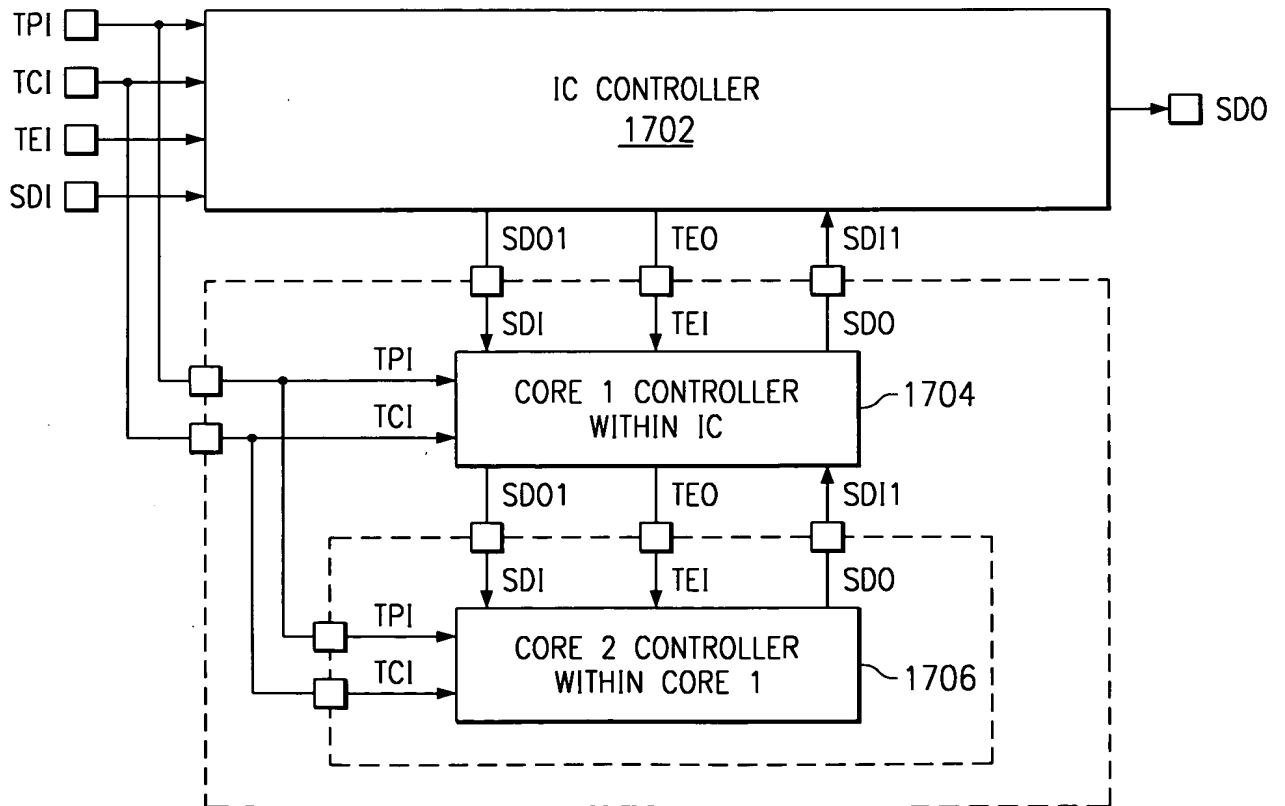 TPI
TCI
TEI
SDI
IC CONTROLLER
1702
SDO
SDO1
TEO
SDI1
SDI
TEI
SDO
TPI
TCI
CORE 1 CONTROLLER
WITHIN IC
1704
SDO1
TEO
SDI1
SDI
TEI
SDO
TPI
TCI
CORE 2 CONTROLLER
WITHIN CORE 1
1706